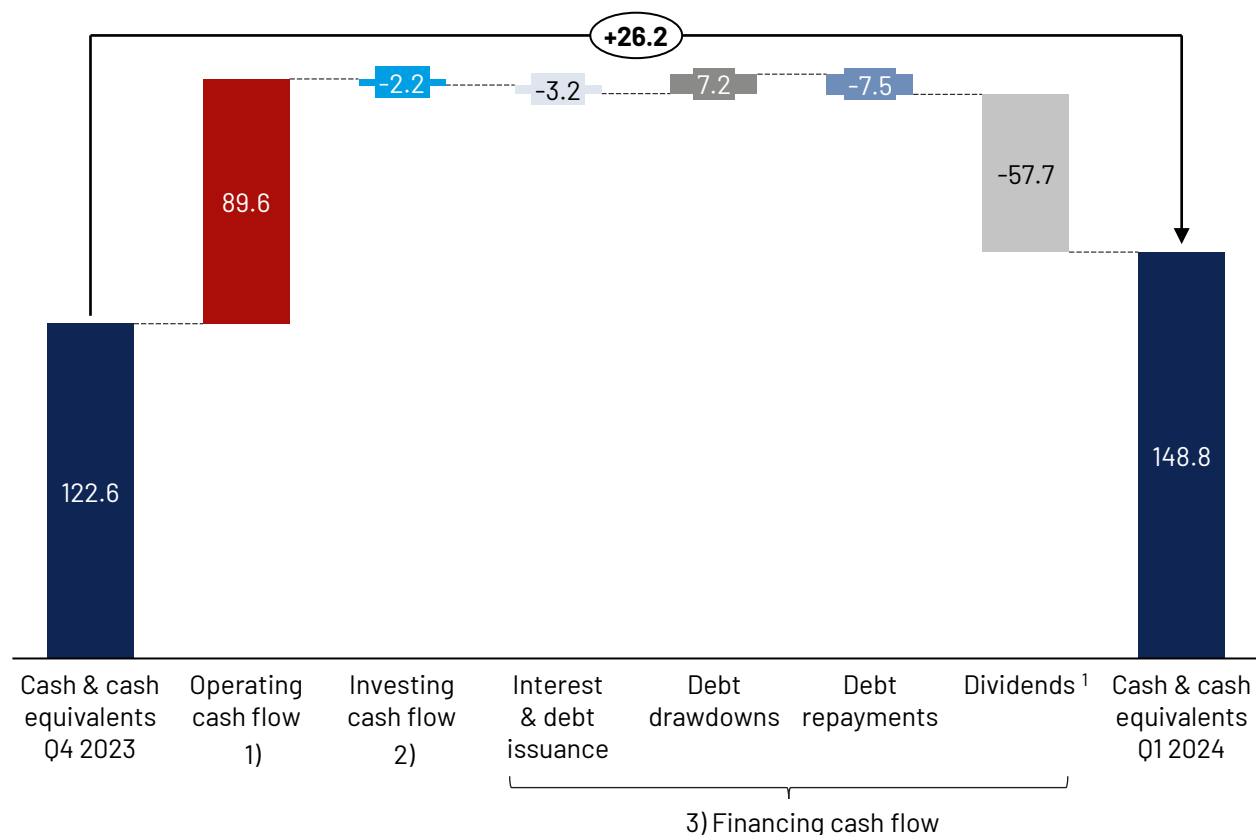 +26.2
-2.2
-3.2
7.2
-7.5
89.6
-57.7
122.6
148.8
Cash & cash
equivalents
Q4 2023
Operating
cash flow
1)
Investing
cash flow
2)
Interest
& debt
issuance
Debt
drawdowns
Debt
repayments
Dividends ¹
Cash & cash
equivalents
Q1 2024
3) Financing cash flow